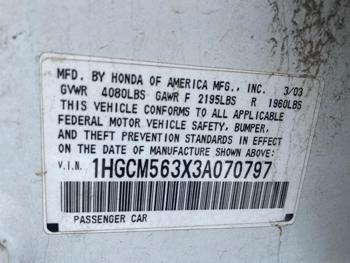 MFD. BY HONDA OF AMERICA MFG., INC. 3/03
GVWR 4080LBS GAWR F 2195LBS R 1960LBS
THIS VEHICLE CONFORMS TO ALL APPLICABLE
FEDERAL MOTOR VEHICLE SAFETY, BUMPER,
AND THEFT PREVENTION STANDARDS IN EFFECT
ON THE DATE OF MANUFACTURE SHOWN ABOVE:
V.I.N. 1HGCM563X3A070797
PASSENGER CAR